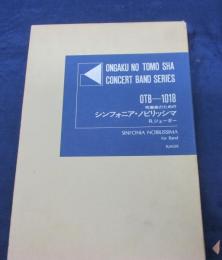 ONGAKU NO TOMO SHA
CONCERT BAND SERIES
OTB—1018
吹奏楽のための
シンフォニア・ノビリッシマ
R.ジェーガー
SINFONIA NOBILISSIMA
for Band
R.JAGER